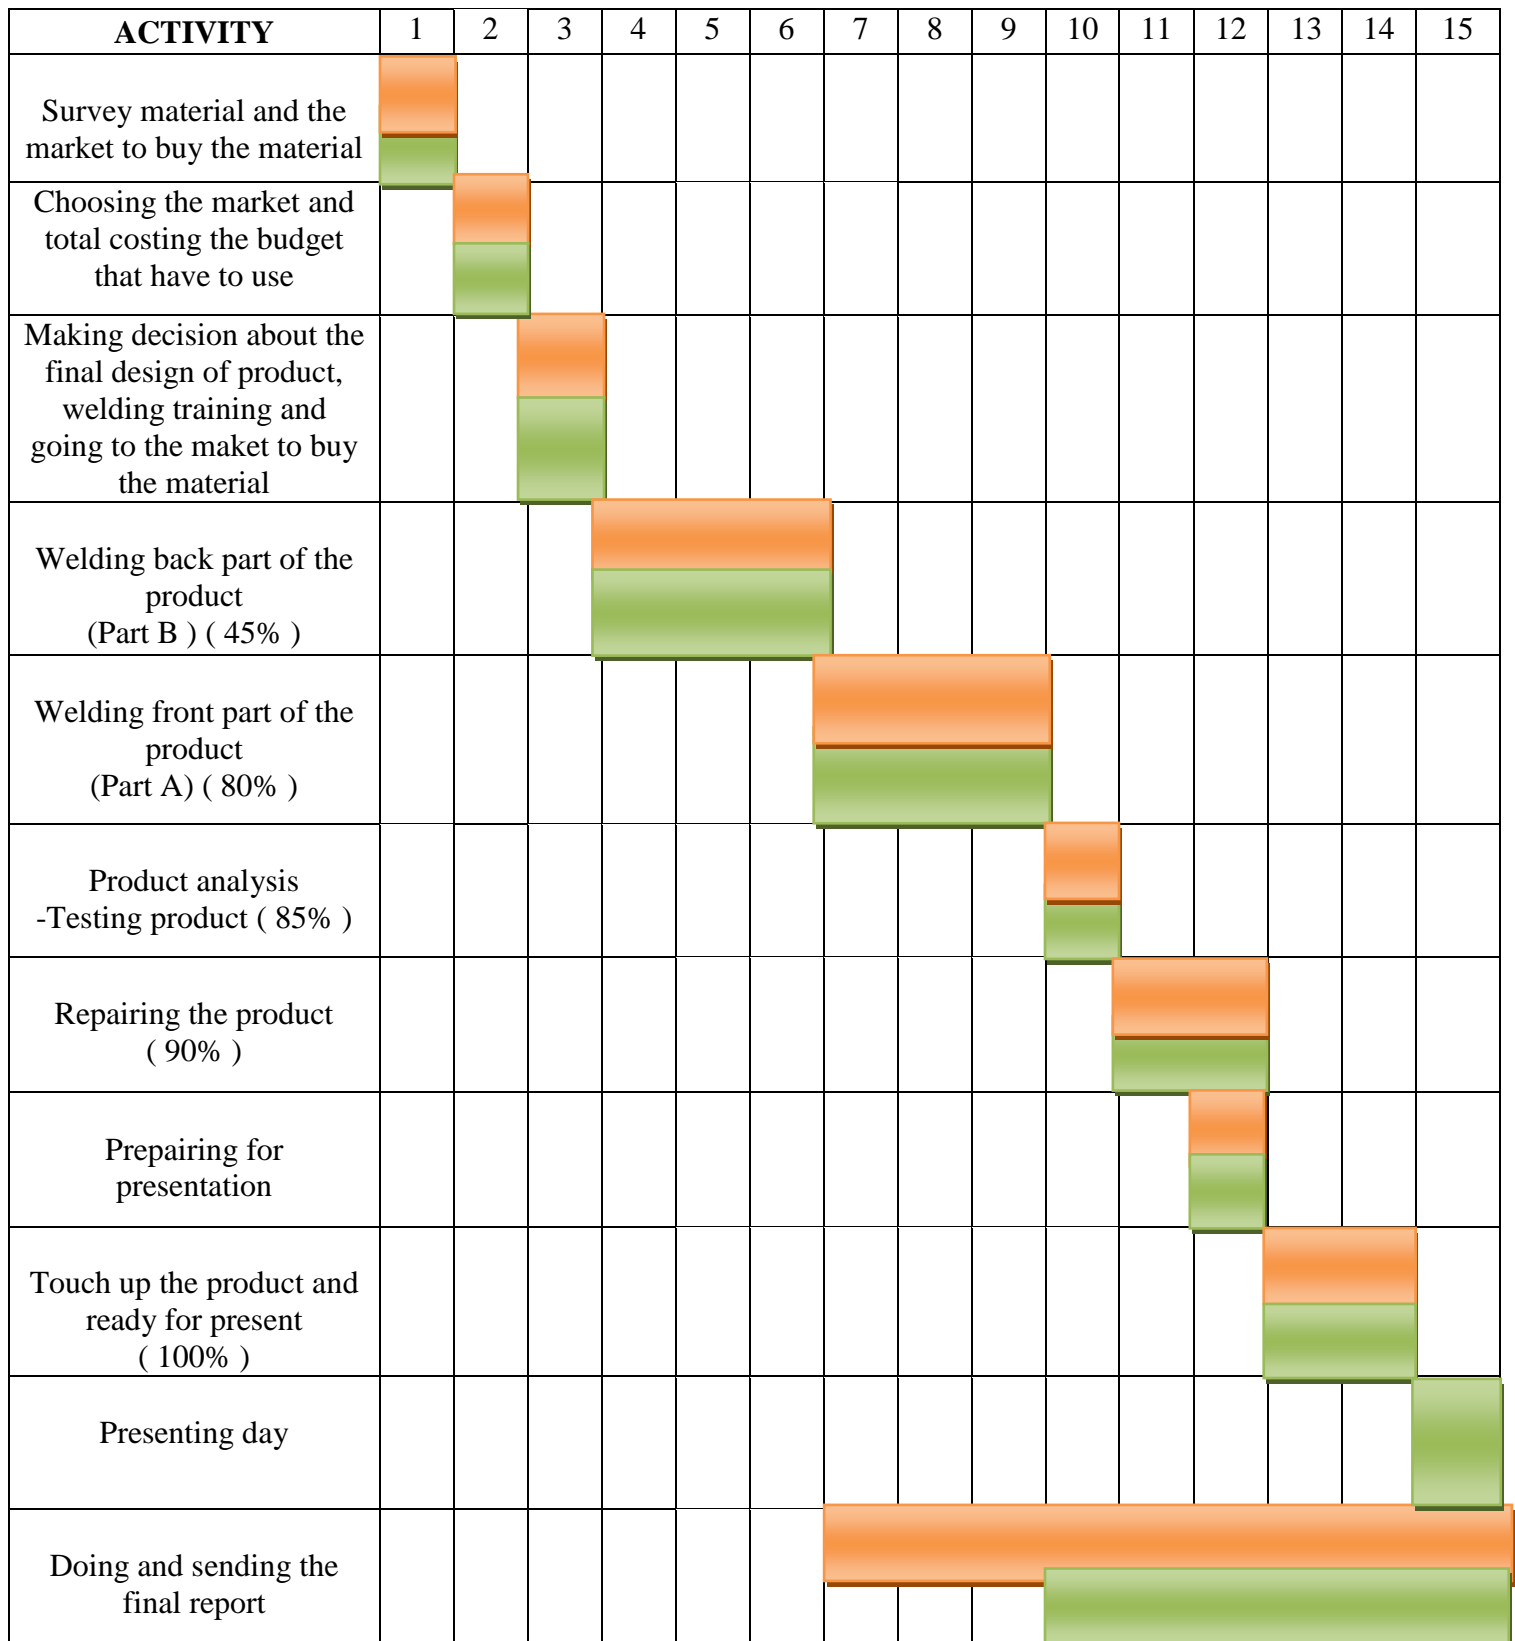 ACTIVITY 1 2 3 4 5 6 7 8 9 10 11 12 13 14 15
Survey material and the
market to buy the material
Choosing the market and
total costing the budget
that have to use
Making decision about the
final design of product,
welding training and
going to the maket to buy
the material
Welding back part of the
product
(Part B ) ( 45% )
Welding front part of the
product
(Part A) ( 80% )
Product analysis
-Testing product ( 85% )
Repairing the product
( 90% )
Prepairing for
presentation
Touch up the product and
ready for present
( 100% )
Presenting day
Doing and sending the
final report